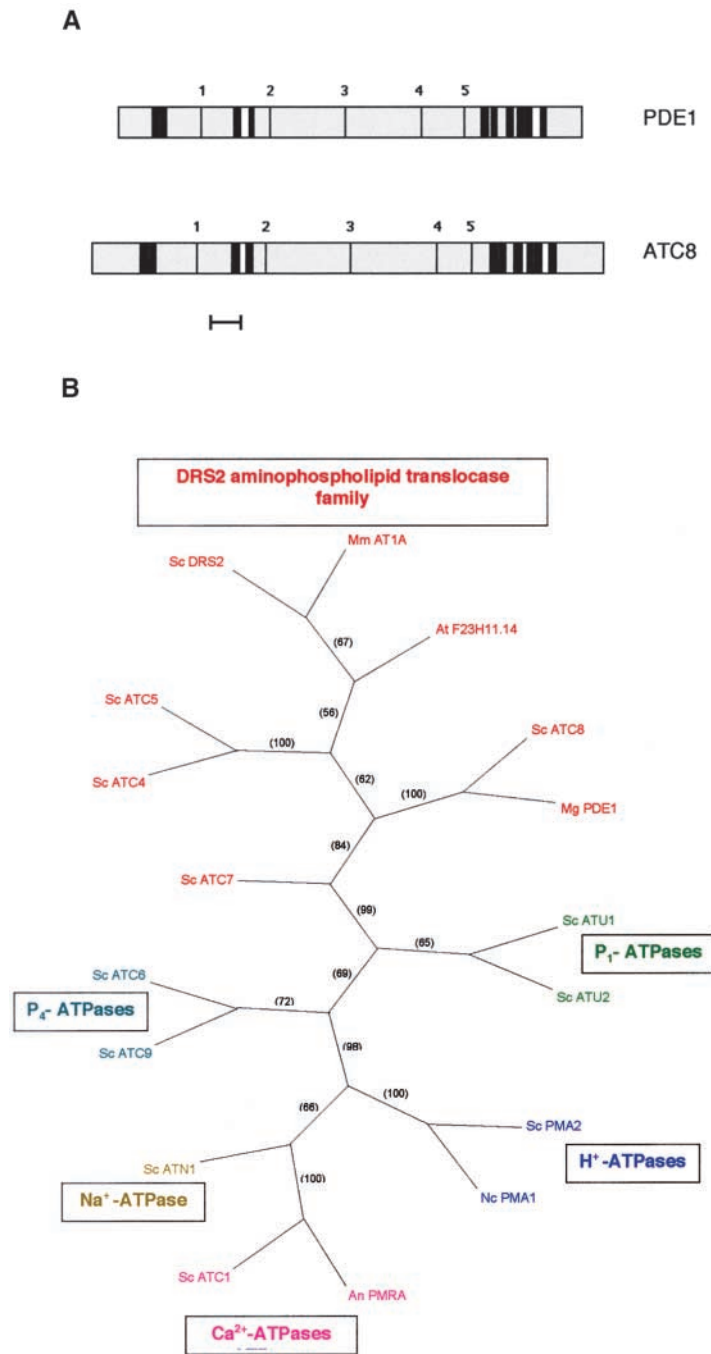 A
1 2 3 4 5
PDE1
1 2 3 4 5
ATC8
B
DRS2 aminophospholipid translocase
family
Mm AT1A
Sc DRS2
(67)
At F23H11.14
(56)
Sc ATC5
(100)
Sc ATC4
(62)
Sc ATC8
(100)
Mg PDE1
(84)
Sc ATC7
(99)
Sc ATU1
(65)
P₁- ATPases
Sc ATU2
(69)
Sc ATC6
(72)
P₄- ATPases
Sc ATC9
(98)
(100)
(66)
Sc PMA2
H⁺-ATPases
Nc PMA1
Sc ATN1
Na⁺-ATPase
(100)
Sc ATC1
An PMRA
Ca²⁺-ATPases